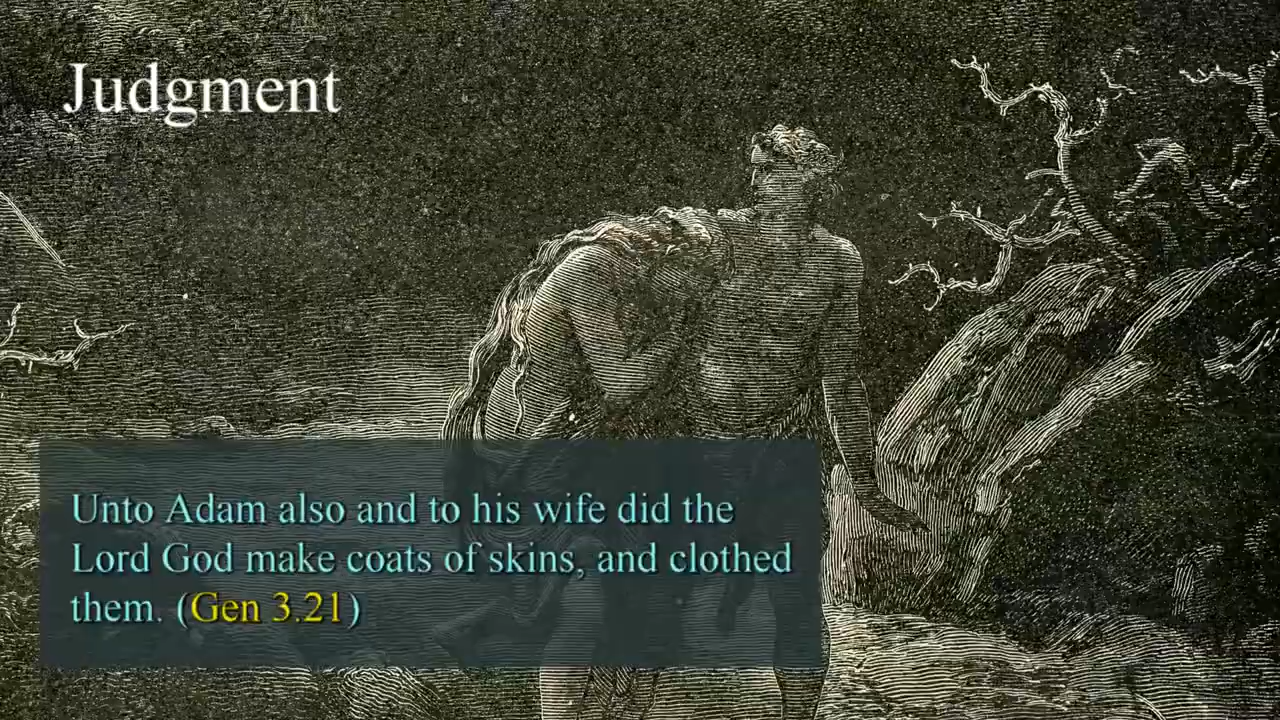 Judgment
Unto Adam also and to his wife did the
Lord God make coats of skins, and clothed
them. (Gen 3.21)